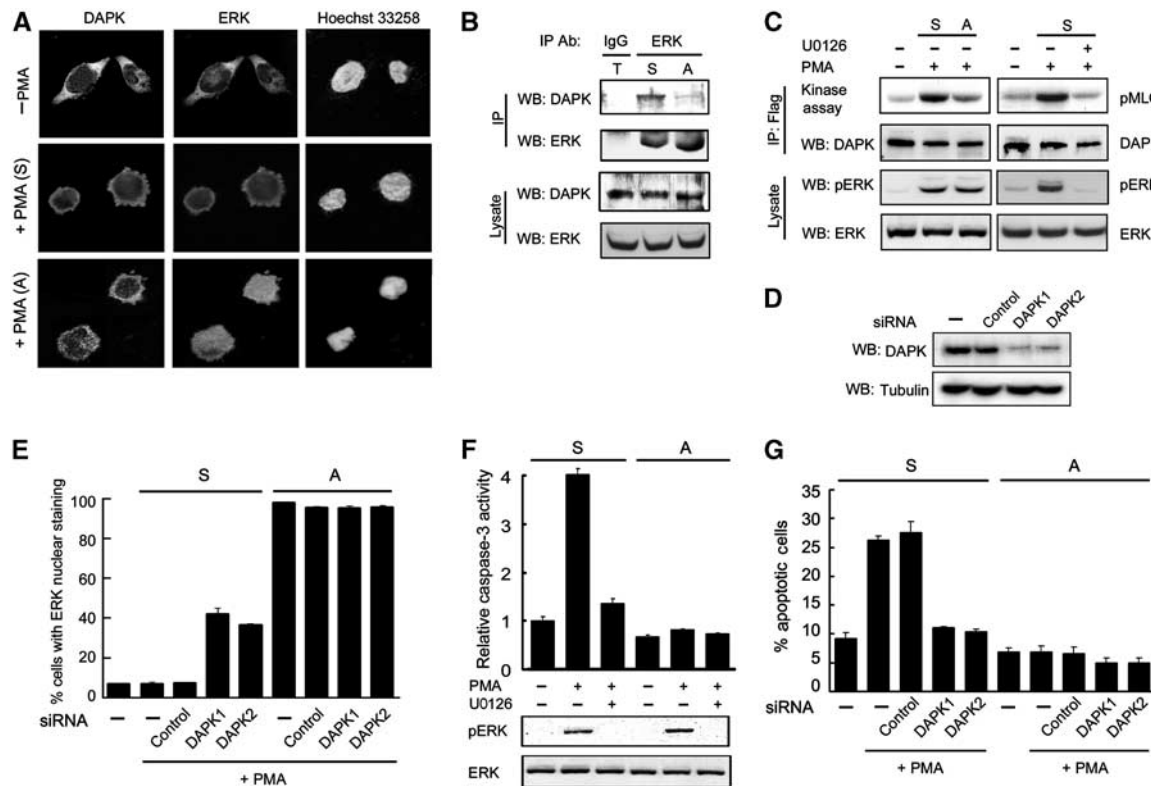 A
DAPK ERK Hoechst 33258
–PMA
+ PMA (S)
+ PMA (A)
B
IP Ab: IgG ERK
T S A
IP
WB: DAPK
WB: ERK
Lysate
WB: DAPK
WB: ERK
C
S A S
U0126 – – – – – +
PMA – + + – + +
IP: Flag
Kinase assay pMLC
WB: DAPK DAP
Lysate
WB: pERK pERK
WB: ERK ERK
D
siRNA – Control DAPK1 DAPK2
WB: DAPK
WB: Tubulin
E
S A
% cells with ERK nuclear staining
100
80
60
40
20
0
siRNA – – Control DAPK1 DAPK2 – Control DAPK1 DAPK2
+ PMA
F
S A
Relative caspase-3 activity
4
3
2
1
0
PMA – + + – + +
U0126 – – + – – +
pERK
ERK
G
S A
% apoptotic cells
35
30
25
20
15
10
5
0
siRNA – – Control DAPK1 DAPK2 – – Control DAPK1 DAPK2
+ PMA + PMA